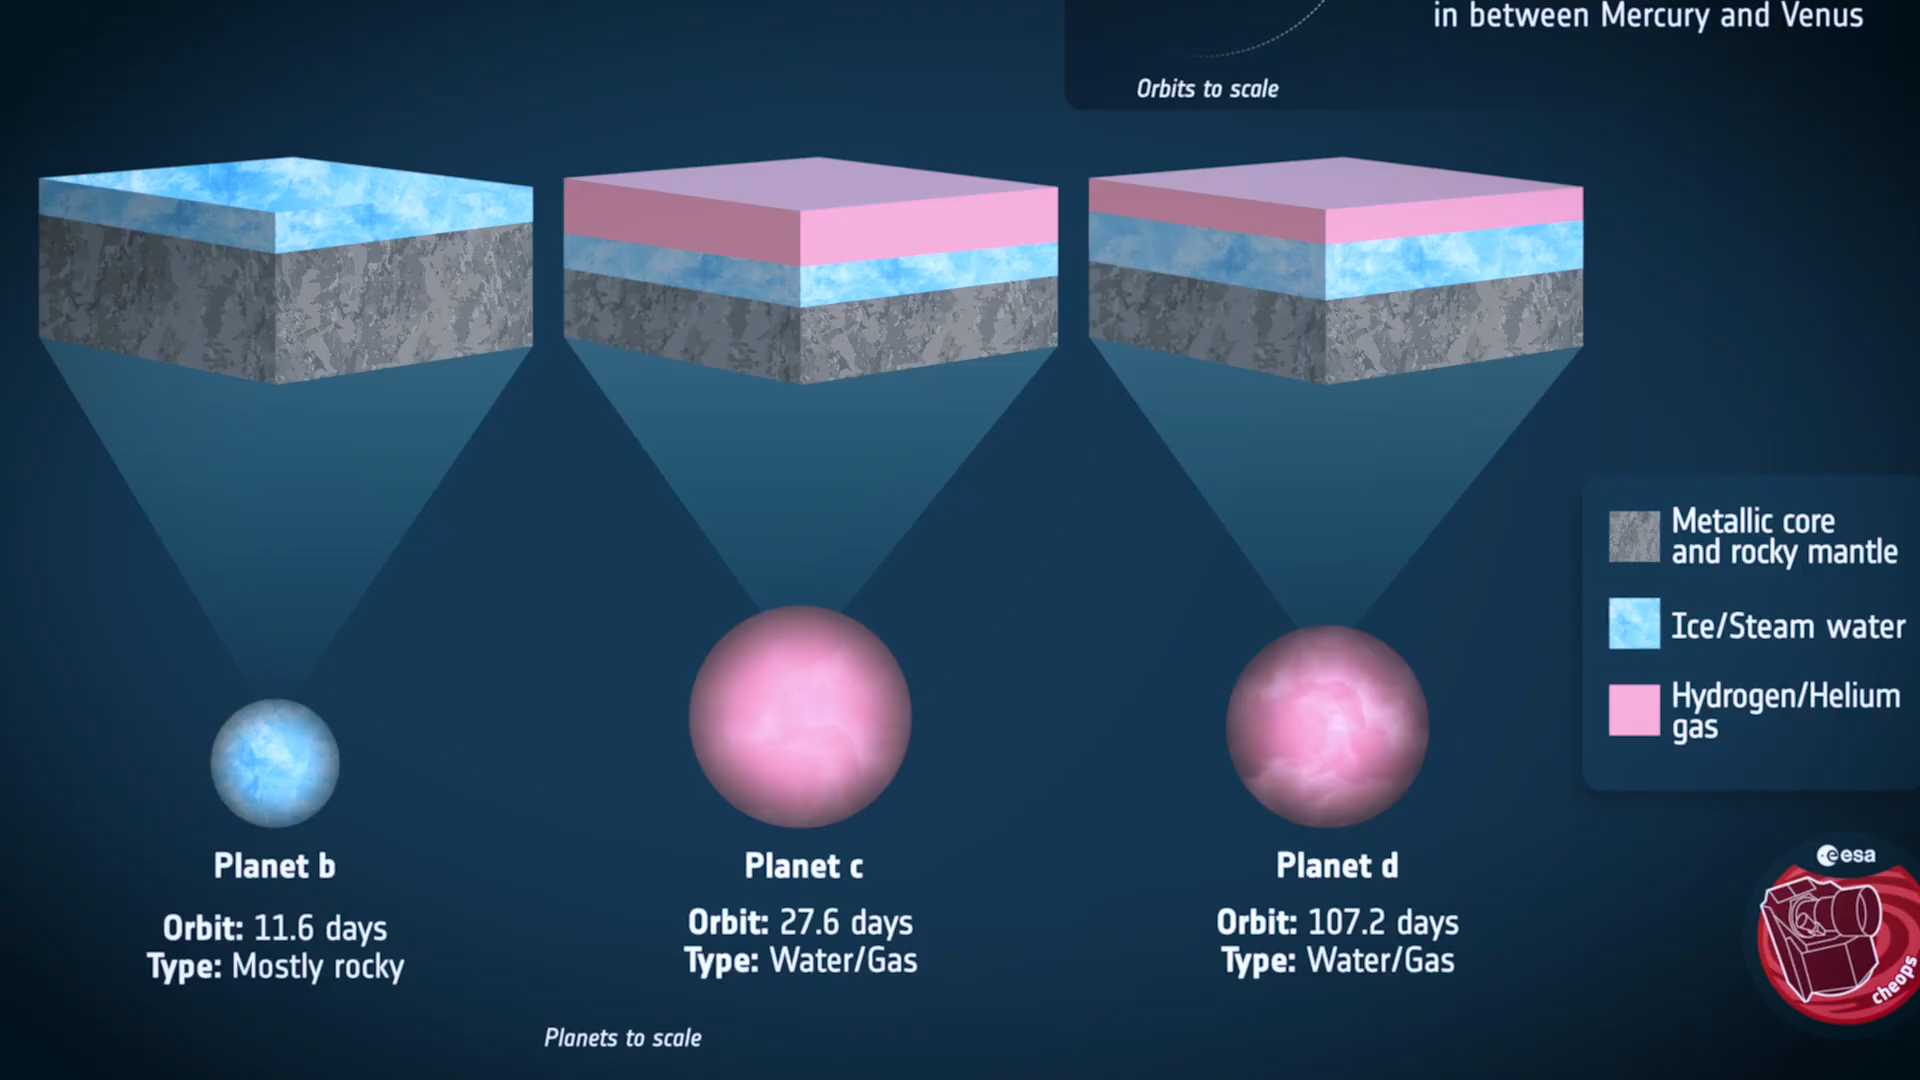 in between Mercury and Venus
Orbits to scale
Metallic core
and rocky mantle
Ice/Steam water
Hydrogen/Helium
gas
Planet b
Orbit: 11.6 days
Type: Mostly rocky
Planet c
Orbit: 27.6 days
Type: Water/Gas
Planet d
Orbit: 107.2 days
Type: Water/Gas
Planets to scale
esa
cheops